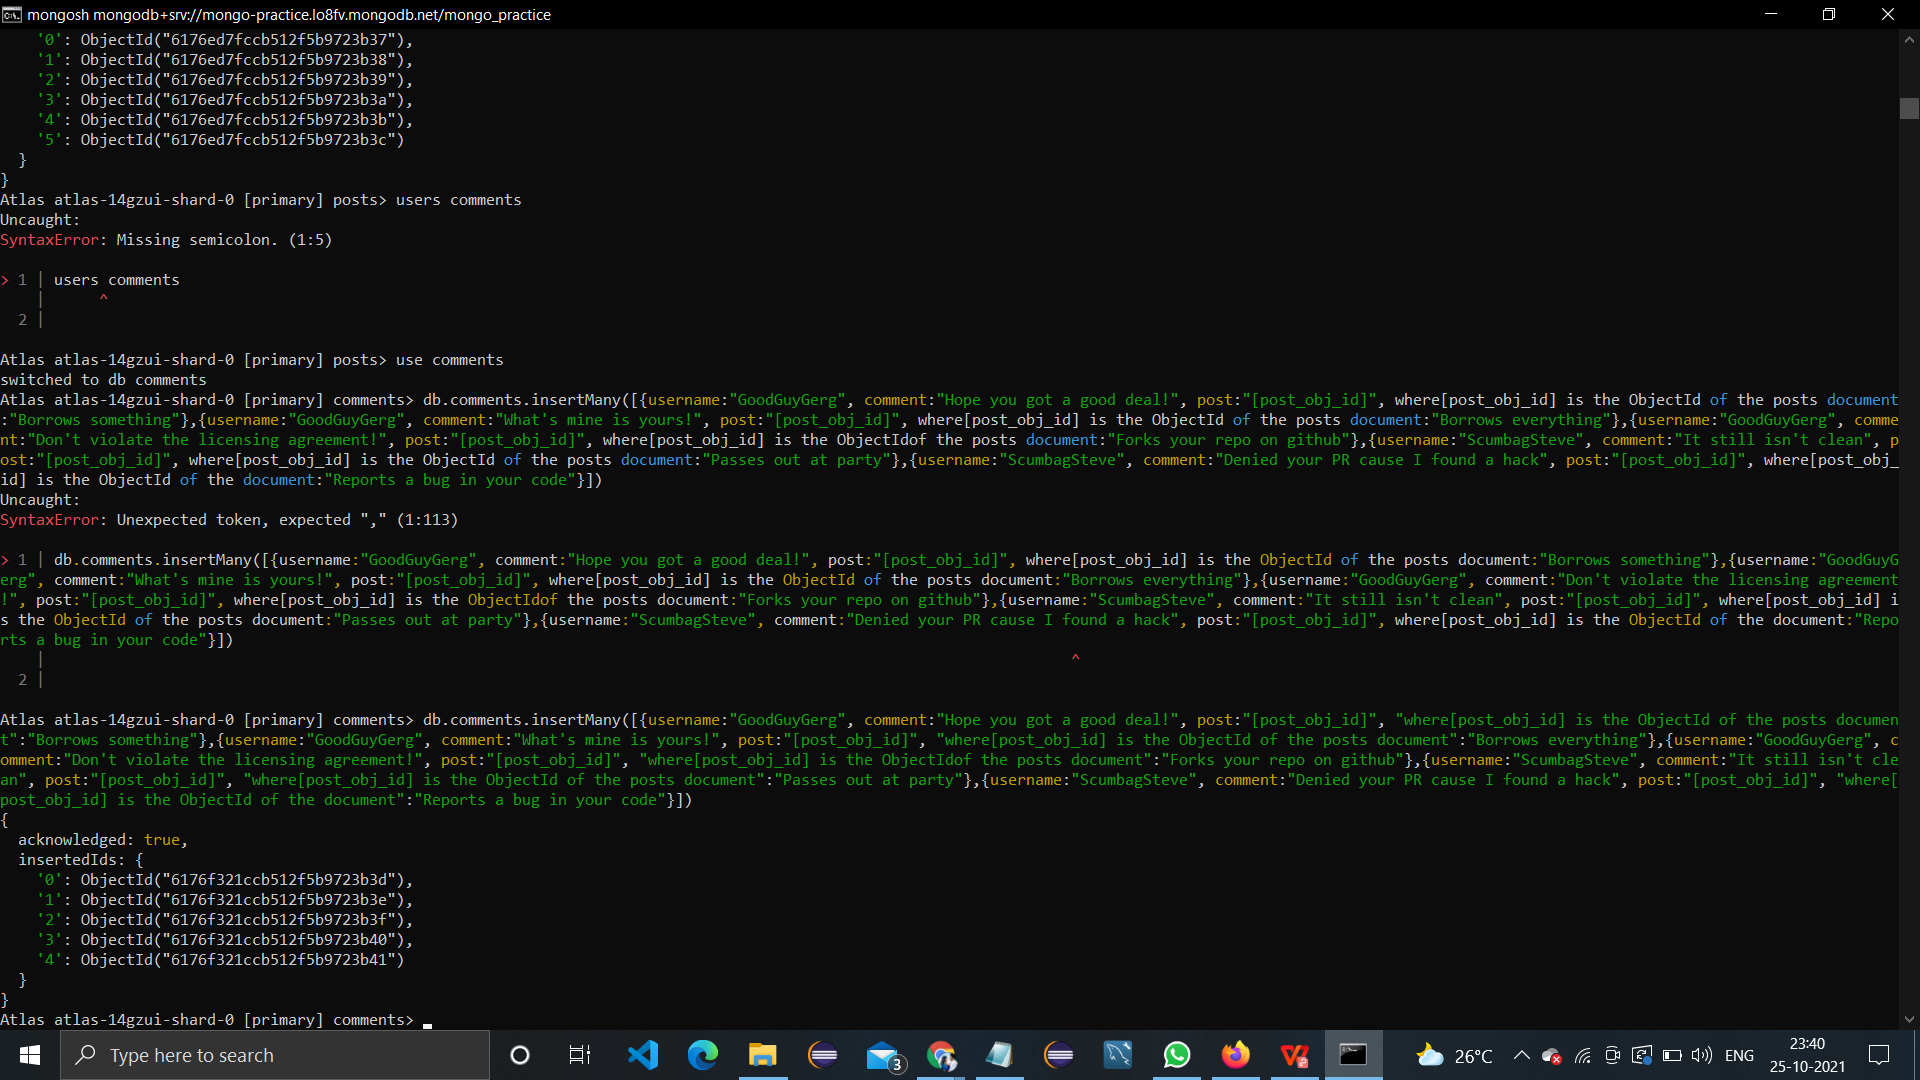 mongosh mongodb+srv://mongo-practice.lo8fv.mongodb.net/mongo_practice
'0': ObjectId("6176ed7fccb512f5b9723b37"),
'1': ObjectId("6176ed7fccb512f5b9723b38"),
'2': ObjectId("6176ed7fccb512f5b9723b39"),
'3': ObjectId("6176ed7fccb512f5b9723b3a"),
'4': ObjectId("6176ed7fccb512f5b9723b3b"),
'5': ObjectId("6176ed7fccb512f5b9723b3c")
}
}
Atlas atlas-14gzui-shard-0 [primary] posts> users comments
Uncaught:
SyntaxError: Missing semicolon. (1:5)
> 1 | users comments
| ^
2 |
Atlas atlas-14gzui-shard-0 [primary] posts> use comments
switched to db comments
Atlas atlas-14gzui-shard-0 [primary] comments> db.comments.insertMany([{username:"GoodGuyGerg", comment:"Hope you got a good deal!", post:"[post_obj_id]", where[post_obj_id] is the ObjectId of the posts document
:"Borrows something"},{username:"GoodGuyGerg", comment:"What's mine is yours!", post:"[post_obj_id]", where[post_obj_id] is the ObjectId of the posts document:"Borrows everything"},{username:"GoodGuyGerg", comme
nt:"Don't violate the licensing agreement!", post:"[post_obj_id]", where[post_obj_id] is the ObjectIdof the posts document:"Forks your repo on github"},{username:"ScumbagSteve", comment:"It still isn't clean", p
ost:"[post_obj_id]", where[post_obj_id] is the ObjectId of the posts document:"Passes out at party"},{username:"ScumbagSteve", comment:"Denied your PR cause I found a hack", post:"[post_obj_id]", where[post_obj_
id] is the ObjectId of the document:"Reports a bug in your code"}])
Uncaught:
SyntaxError: Unexpected token, expected "," (1:113)
> 1 | db.comments.insertMany([{username:"GoodGuyGerg", comment:"Hope you got a good deal!", post:"[post_obj_id]", where[post_obj_id] is the ObjectId of the posts document:"Borrows something"},{username:"GoodGuyG
erg", comment:"What's mine is yours!", post:"[post_obj_id]", where[post_obj_id] is the ObjectId of the posts document:"Borrows everything"},{username:"GoodGuyGerg", comment:"Don't violate the licensing agreement
!", post:"[post_obj_id]", where[post_obj_id] is the ObjectIdof the posts document:"Forks your repo on github"},{username:"ScumbagSteve", comment:"It still isn't clean", post:"[post_obj_id]", where[post_obj_id] i
s the ObjectId of the posts document:"Passes out at party"},{username:"ScumbagSteve", comment:"Denied your PR cause I found a hack", post:"[post_obj_id]", where[post_obj_id] is the ObjectId of the document:"Repo
rts a bug in your code"}])
| ^
2 |
Atlas atlas-14gzui-shard-0 [primary] comments> db.comments.insertMany([{username:"GoodGuyGerg", comment:"Hope you got a good deal!", post:"[post_obj_id]", "where[post_obj_id] is the ObjectId of the posts documen
t":"Borrows something"},{username:"GoodGuyGerg", comment:"What's mine is yours!", post:"[post_obj_id]", "where[post_obj_id] is the ObjectId of the posts document":"Borrows everything"},{username:"GoodGuyGerg", c
omment:"Don't violate the licensing agreement!", post:"[post_obj_id]", "where[post_obj_id] is the ObjectIdof the posts document":"Forks your repo on github"},{username:"ScumbagSteve", comment:"It still isn't cle
an", post:"[post_obj_id]", "where[post_obj_id] is the ObjectId of the posts document":"Passes out at party"},{username:"ScumbagSteve", comment:"Denied your PR cause I found a hack", post:"[post_obj_id]", "where[
post_obj_id] is the ObjectId of the document":"Reports a bug in your code"}])
{
acknowledged: true,
insertedIds: {
'0': ObjectId("6176f321ccb512f5b9723b3d"),
'1': ObjectId("6176f321ccb512f5b9723b3e"),
'2': ObjectId("6176f321ccb512f5b9723b3f"),
'3': ObjectId("6176f321ccb512f5b9723b40"),
'4': ObjectId("6176f321ccb512f5b9723b41")
}
}
Atlas atlas-14gzui-shard-0 [primary] comments>
Type here to search
3
26°C
ENG
23:40
25-10-2021